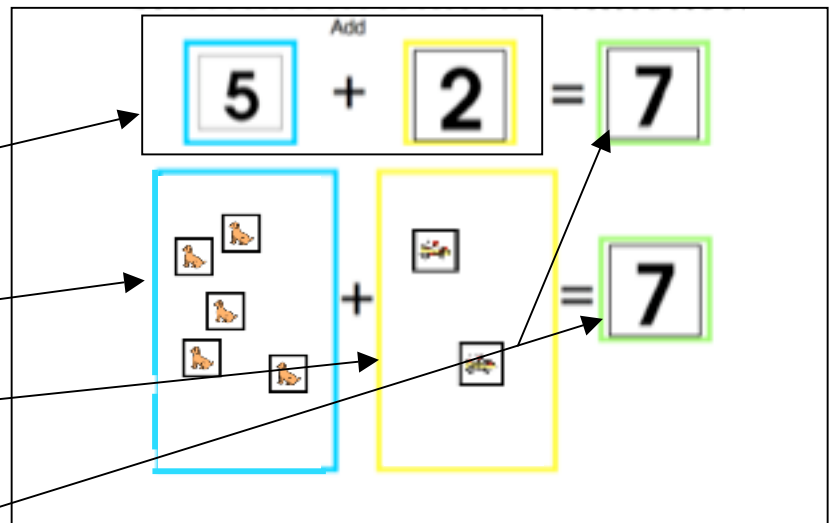 Add
5 + 2 = 7
+ = 7